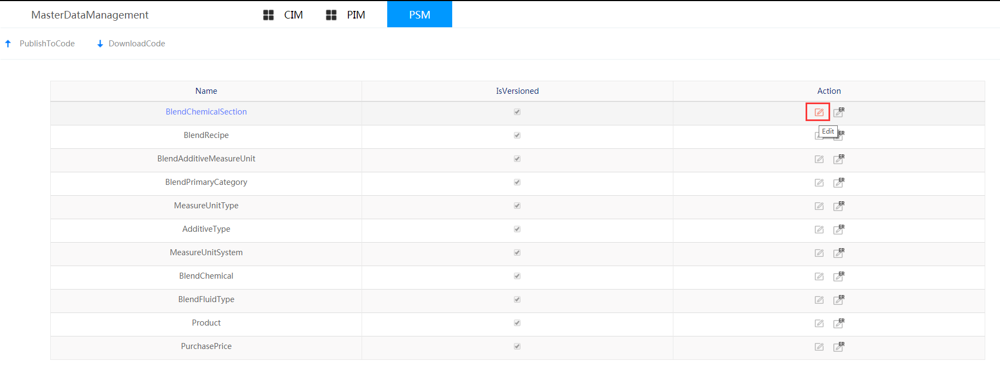 MasterDataManagement CIM PIM PSM
PublishToCode DownloadCode
Name IsVersioned Action
BlendChemicalSection ER
Edit
BlendRecipe ER
BlendAdditiveMeasureUnit ER
BlendPrimaryCategory ER
MeasureUnitType ER
AdditiveType ER
MeasureUnitSystem ER
BlendChemical ER
BlendFluidType ER
Product ER
PurchasePrice ER